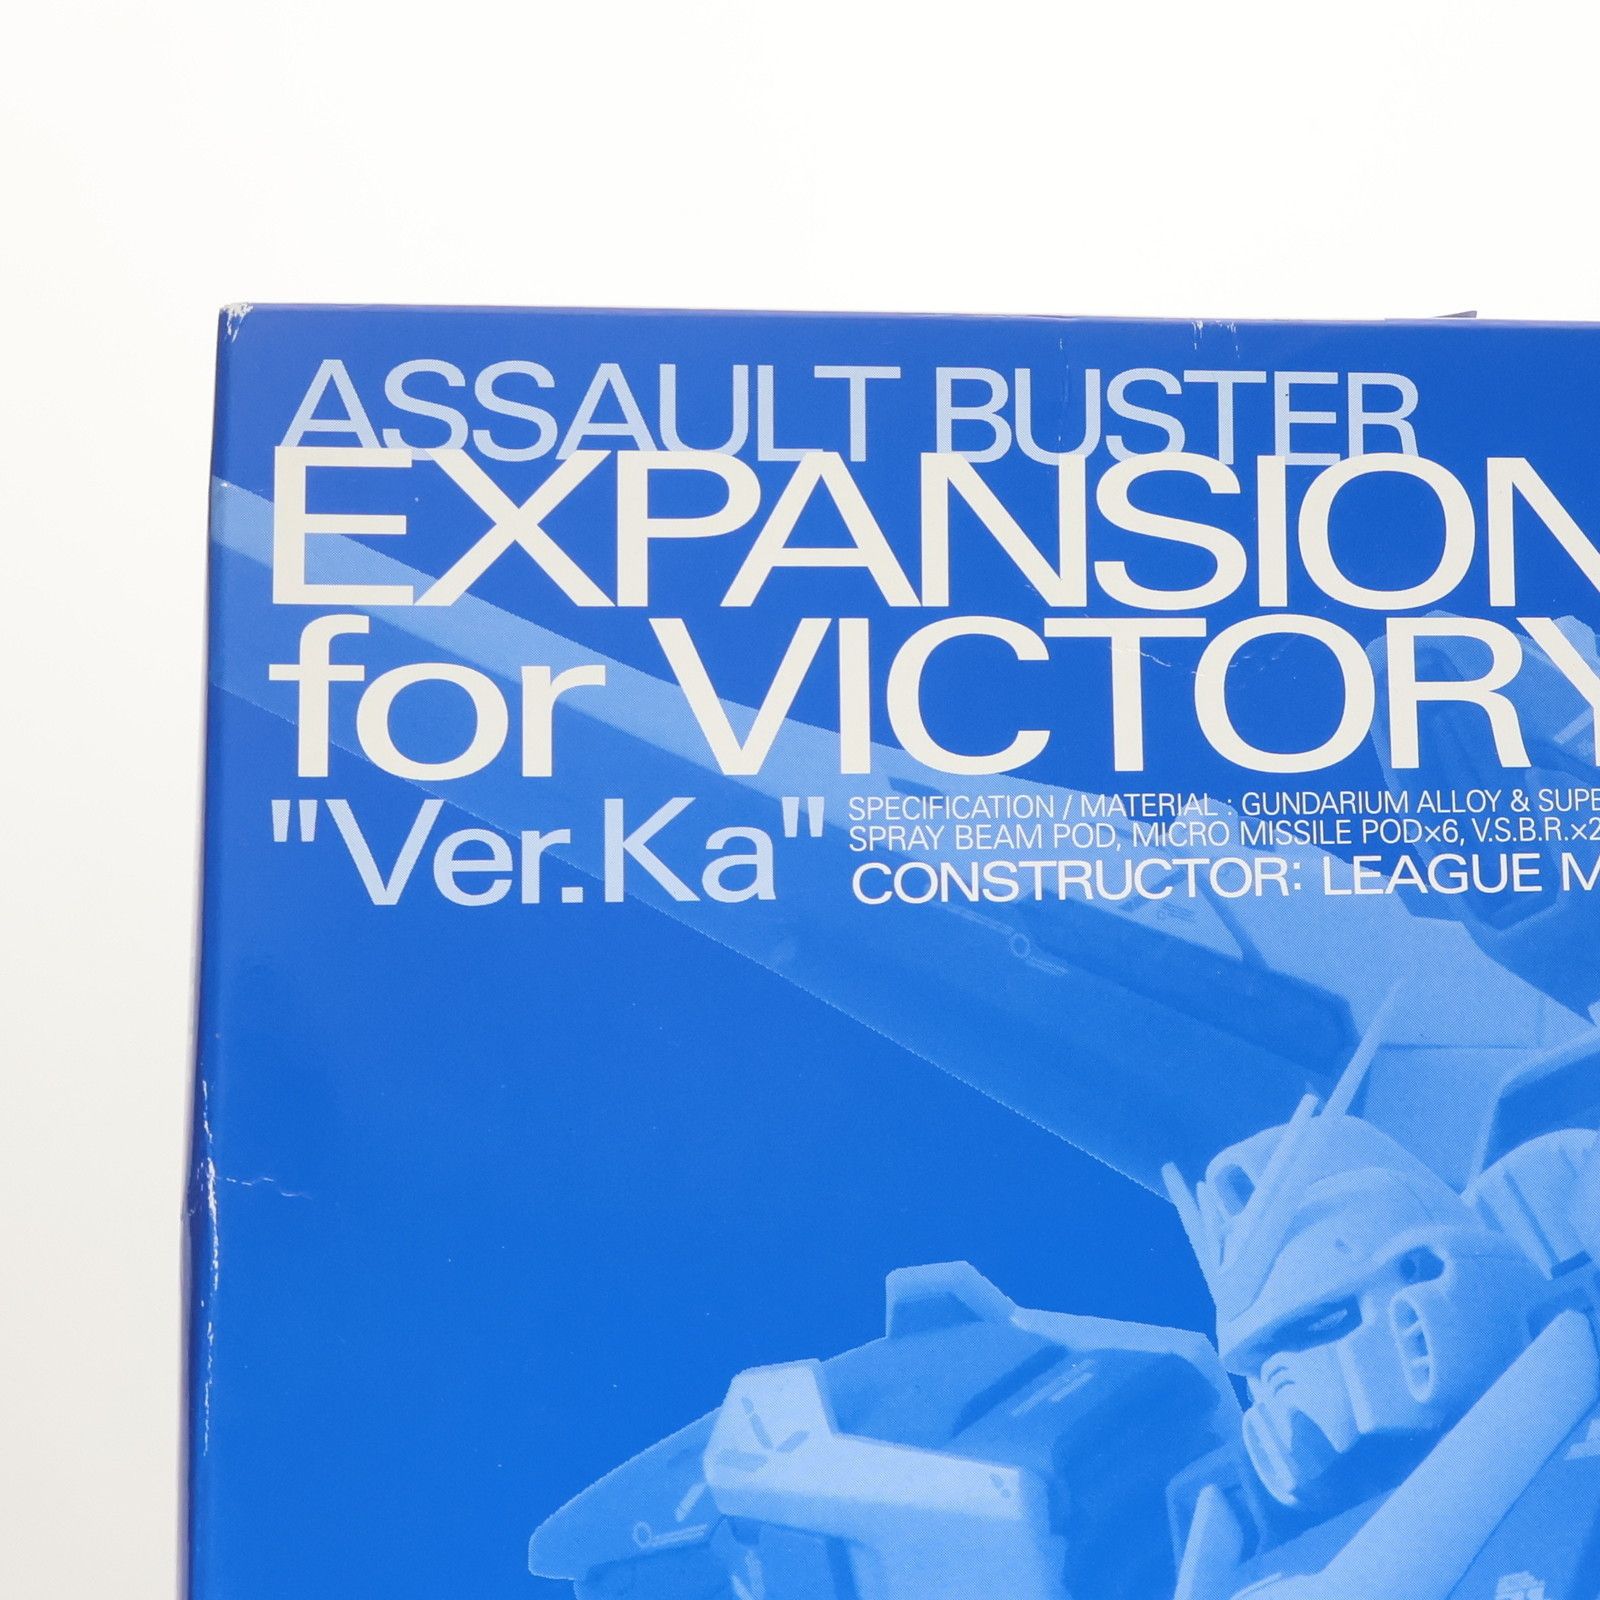 ASSAULT BUSTER
EXPANSION
for VICTORY
"Ver.Ka"
SPECIFICATION / MATERIAL : GUNDARIUM ALLOY & SUPE
SPRAY BEAM POD, MICRO MISSILE POD×6, V.S.B.R.×2
CONSTRUCTOR: LEAGUE M